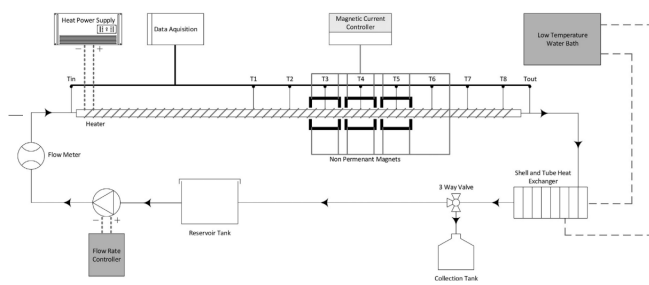 Heat Power Supply
Data Aquisition
Magnetic Current
Controller
Low Temperature
Water Bath
− +
Tin
T1
T2
T3
T4
T5
T6
T7
T8
Tout
Heater
Non Permenant Magnets
Flow Meter
Shell and Tube Heat
Exchanger
3 Way Valve
− +
Reservoir Tank
Flow Rate
Controller
Collection Tank